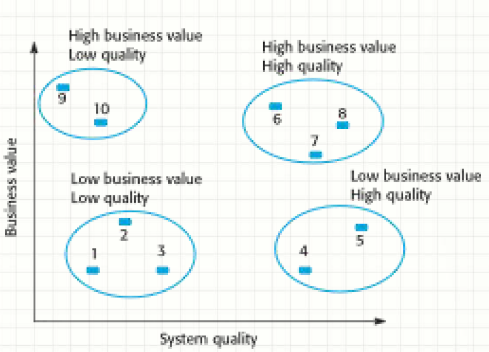 High business value
Low quality
High business value
High quality
9
10
6
8
7
Low business value
Low quality
Low business value
High quality
2
1
3
5
4
Business value
System quality